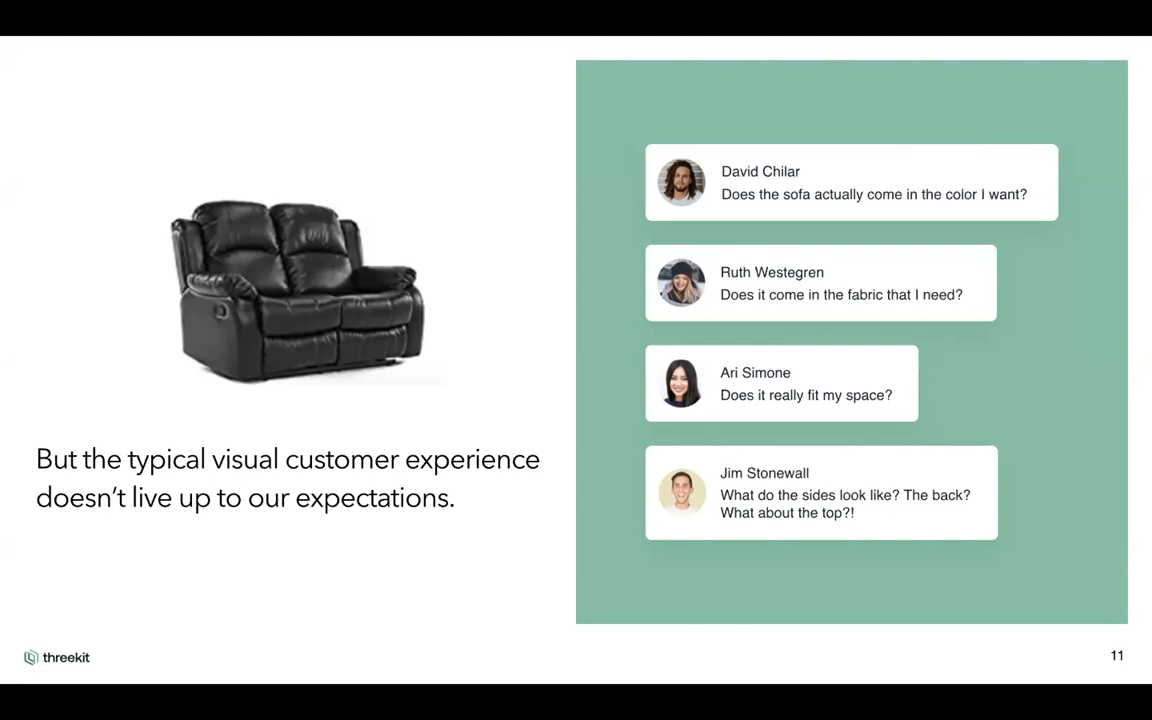 But the typical visual customer experience
doesn’t live up to our expectations.
David Chilar
Does the sofa actually come in the color I want?
Ruth Westegren
Does it come in the fabric that I need?
Ari Simone
Does it really fit my space?
Jim Stonewall
What do the sides look like? The back?
What about the top?!
threekit
11